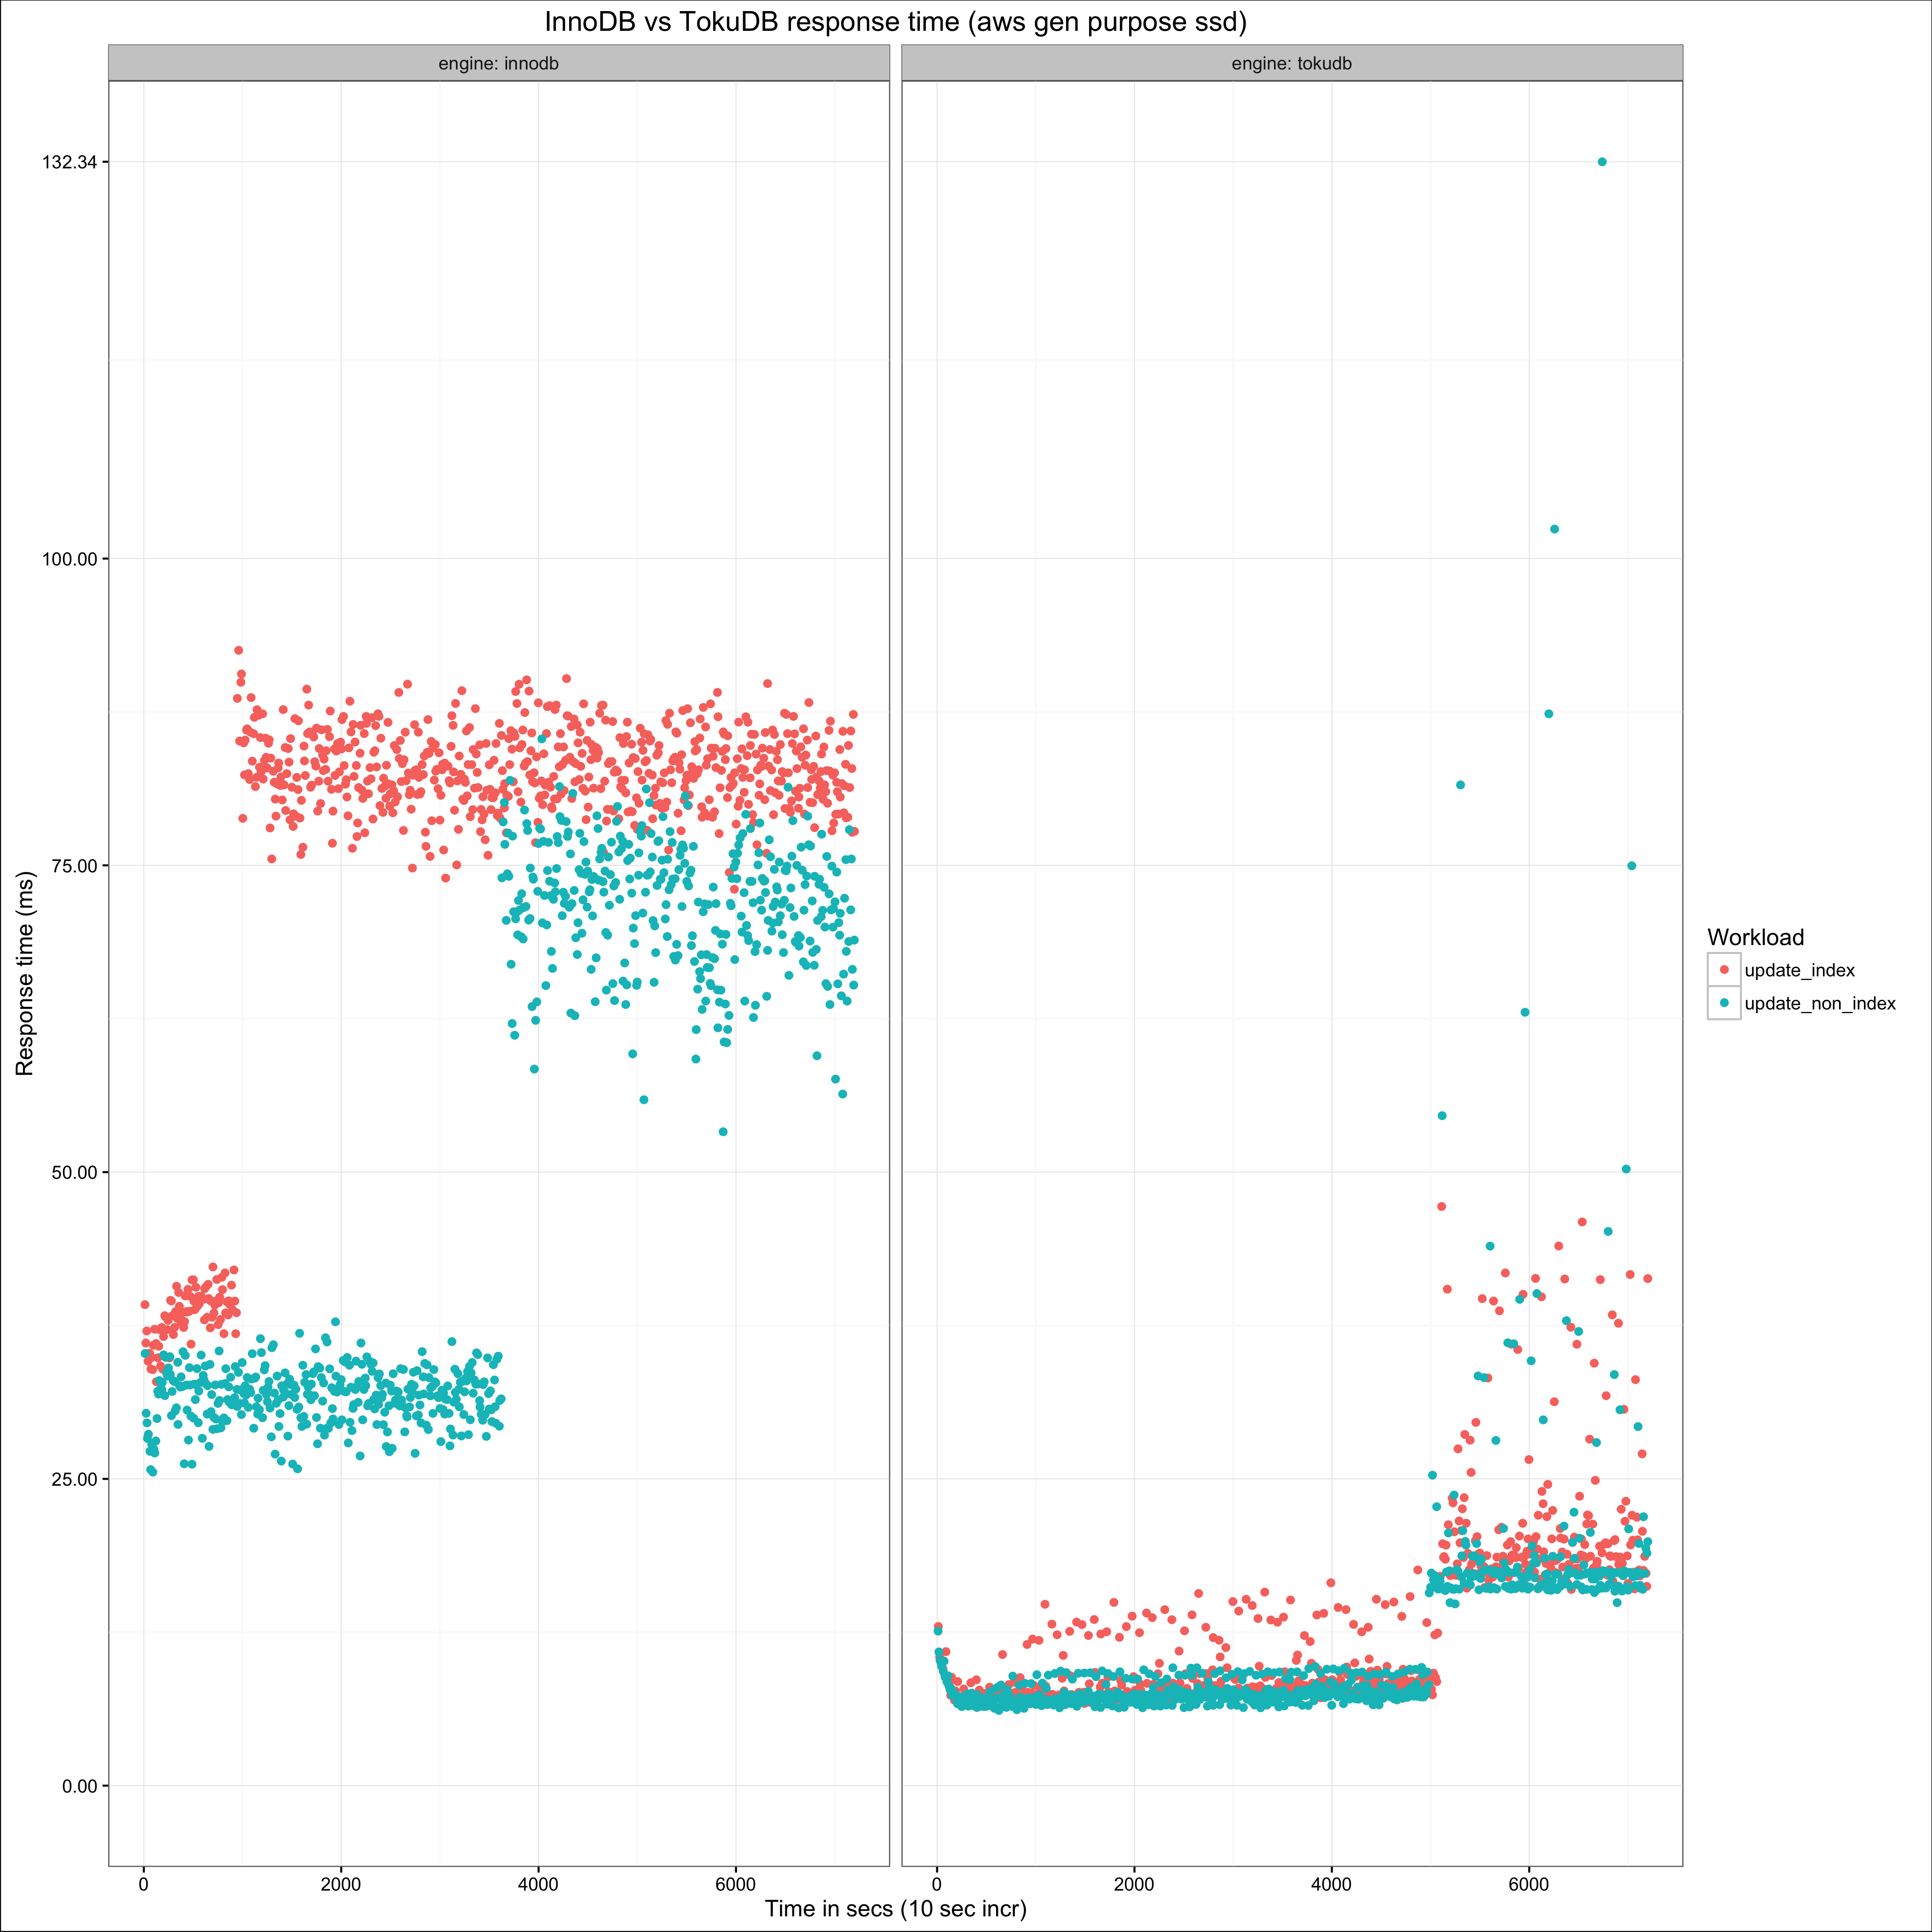 InnoDB vs TokuDB response time (aws gen purpose ssd)
engine: innodb
engine: tokudb
132.34
100.00
75.00
50.00
25.00
0.00
Response time (ms)
0 2000 4000 6000
0 2000 4000 6000
Time in secs (10 sec incr)
Workload
update_index
update_non_index